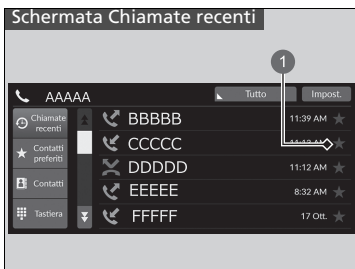 Schermata Chiamate recenti
1
AAAAA
Tutto
Impost.
Chiamate
recenti
Contatti
preferiti
Contatti
Tastiera
BBBBB 11:39 AM
CCCCC
DDDDD 11:12 AM
EEEEE 8:32 AM
FFFFF 17 Ott.